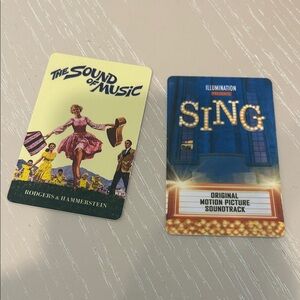 THE SOUND
OF MUSIC
RODGERS & HAMMERSTEIN
ILLUMINATION
SING
ORIGINAL
MOTION PICTURE
SOUNDTRACK